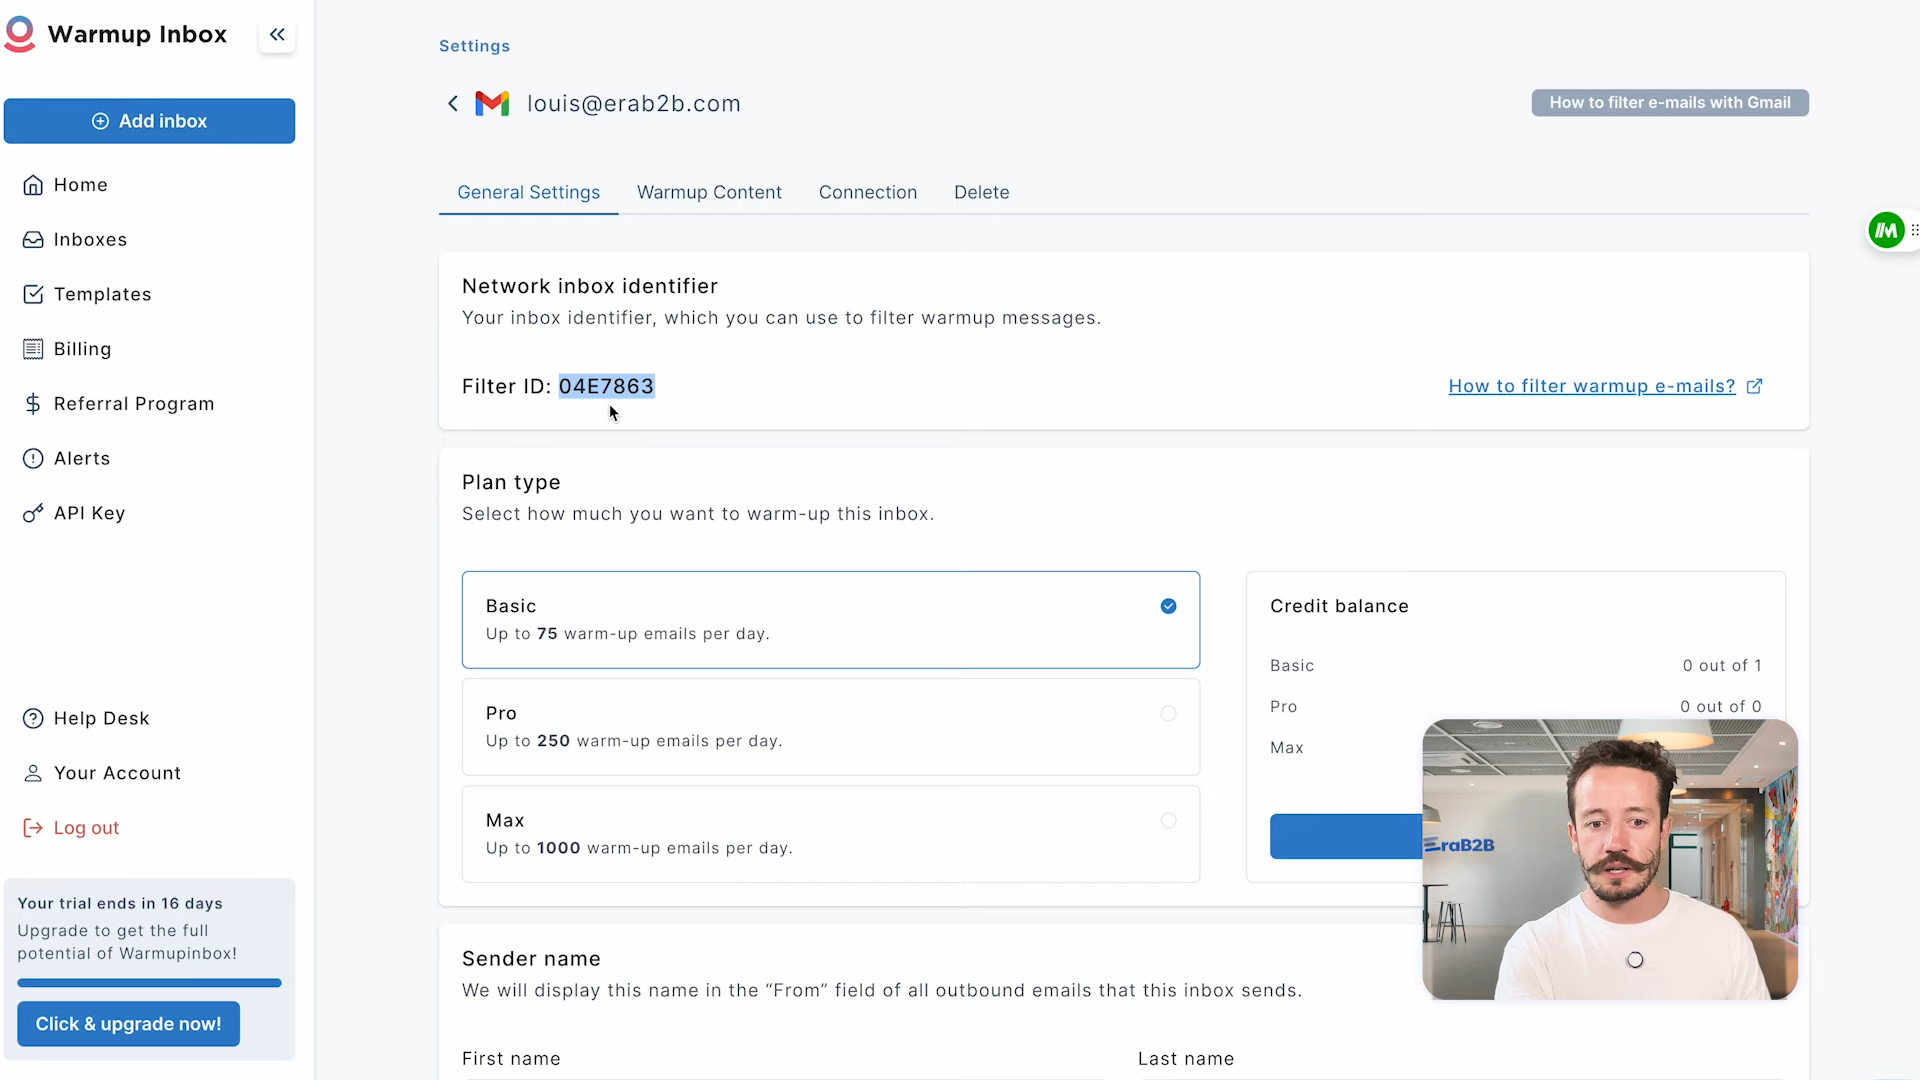 Warmup Inbox
Add inbox
Home
Inboxes
Templates
Billing
Referral Program
Alerts
API Key
Help Desk
Your Account
Log out
Your trial ends in 16 days
Upgrade to get the full
potential of Warmupinbox!
Click & upgrade now!
Settings
louis@erab2b.com
How to filter e-mails with Gmail
General Settings
Warmup Content
Connection
Delete
Network inbox identifier
Your inbox identifier, which you can use to filter warmup messages.
Filter ID: 04E7863
How to filter warmup e-mails?
Plan type
Select how much you want to warm-up this inbox.
Basic
Up to 75 warm-up emails per day.
Pro
Up to 250 warm-up emails per day.
Max
Up to 1000 warm-up emails per day.
Credit balance
Basic 0 out of 1
Pro 0 out of 0
Max
EraB2B
Sender name
We will display this name in the “From” field of all outbound emails that this inbox sends.
First name
Last name